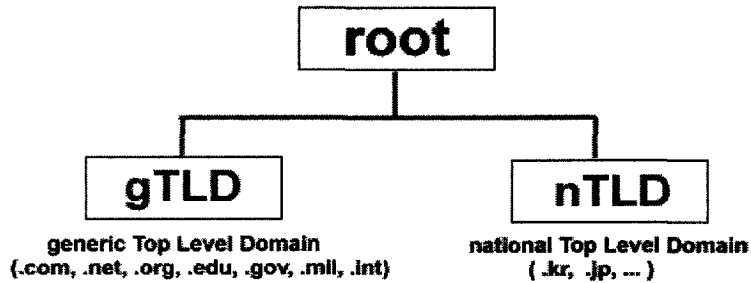 root
gTLD
generic Top Level Domain
(.com, .net, .org, .edu, .gov, .mil, .int)
nTLD
national Top Level Domain
( .kr, .jp, ... )